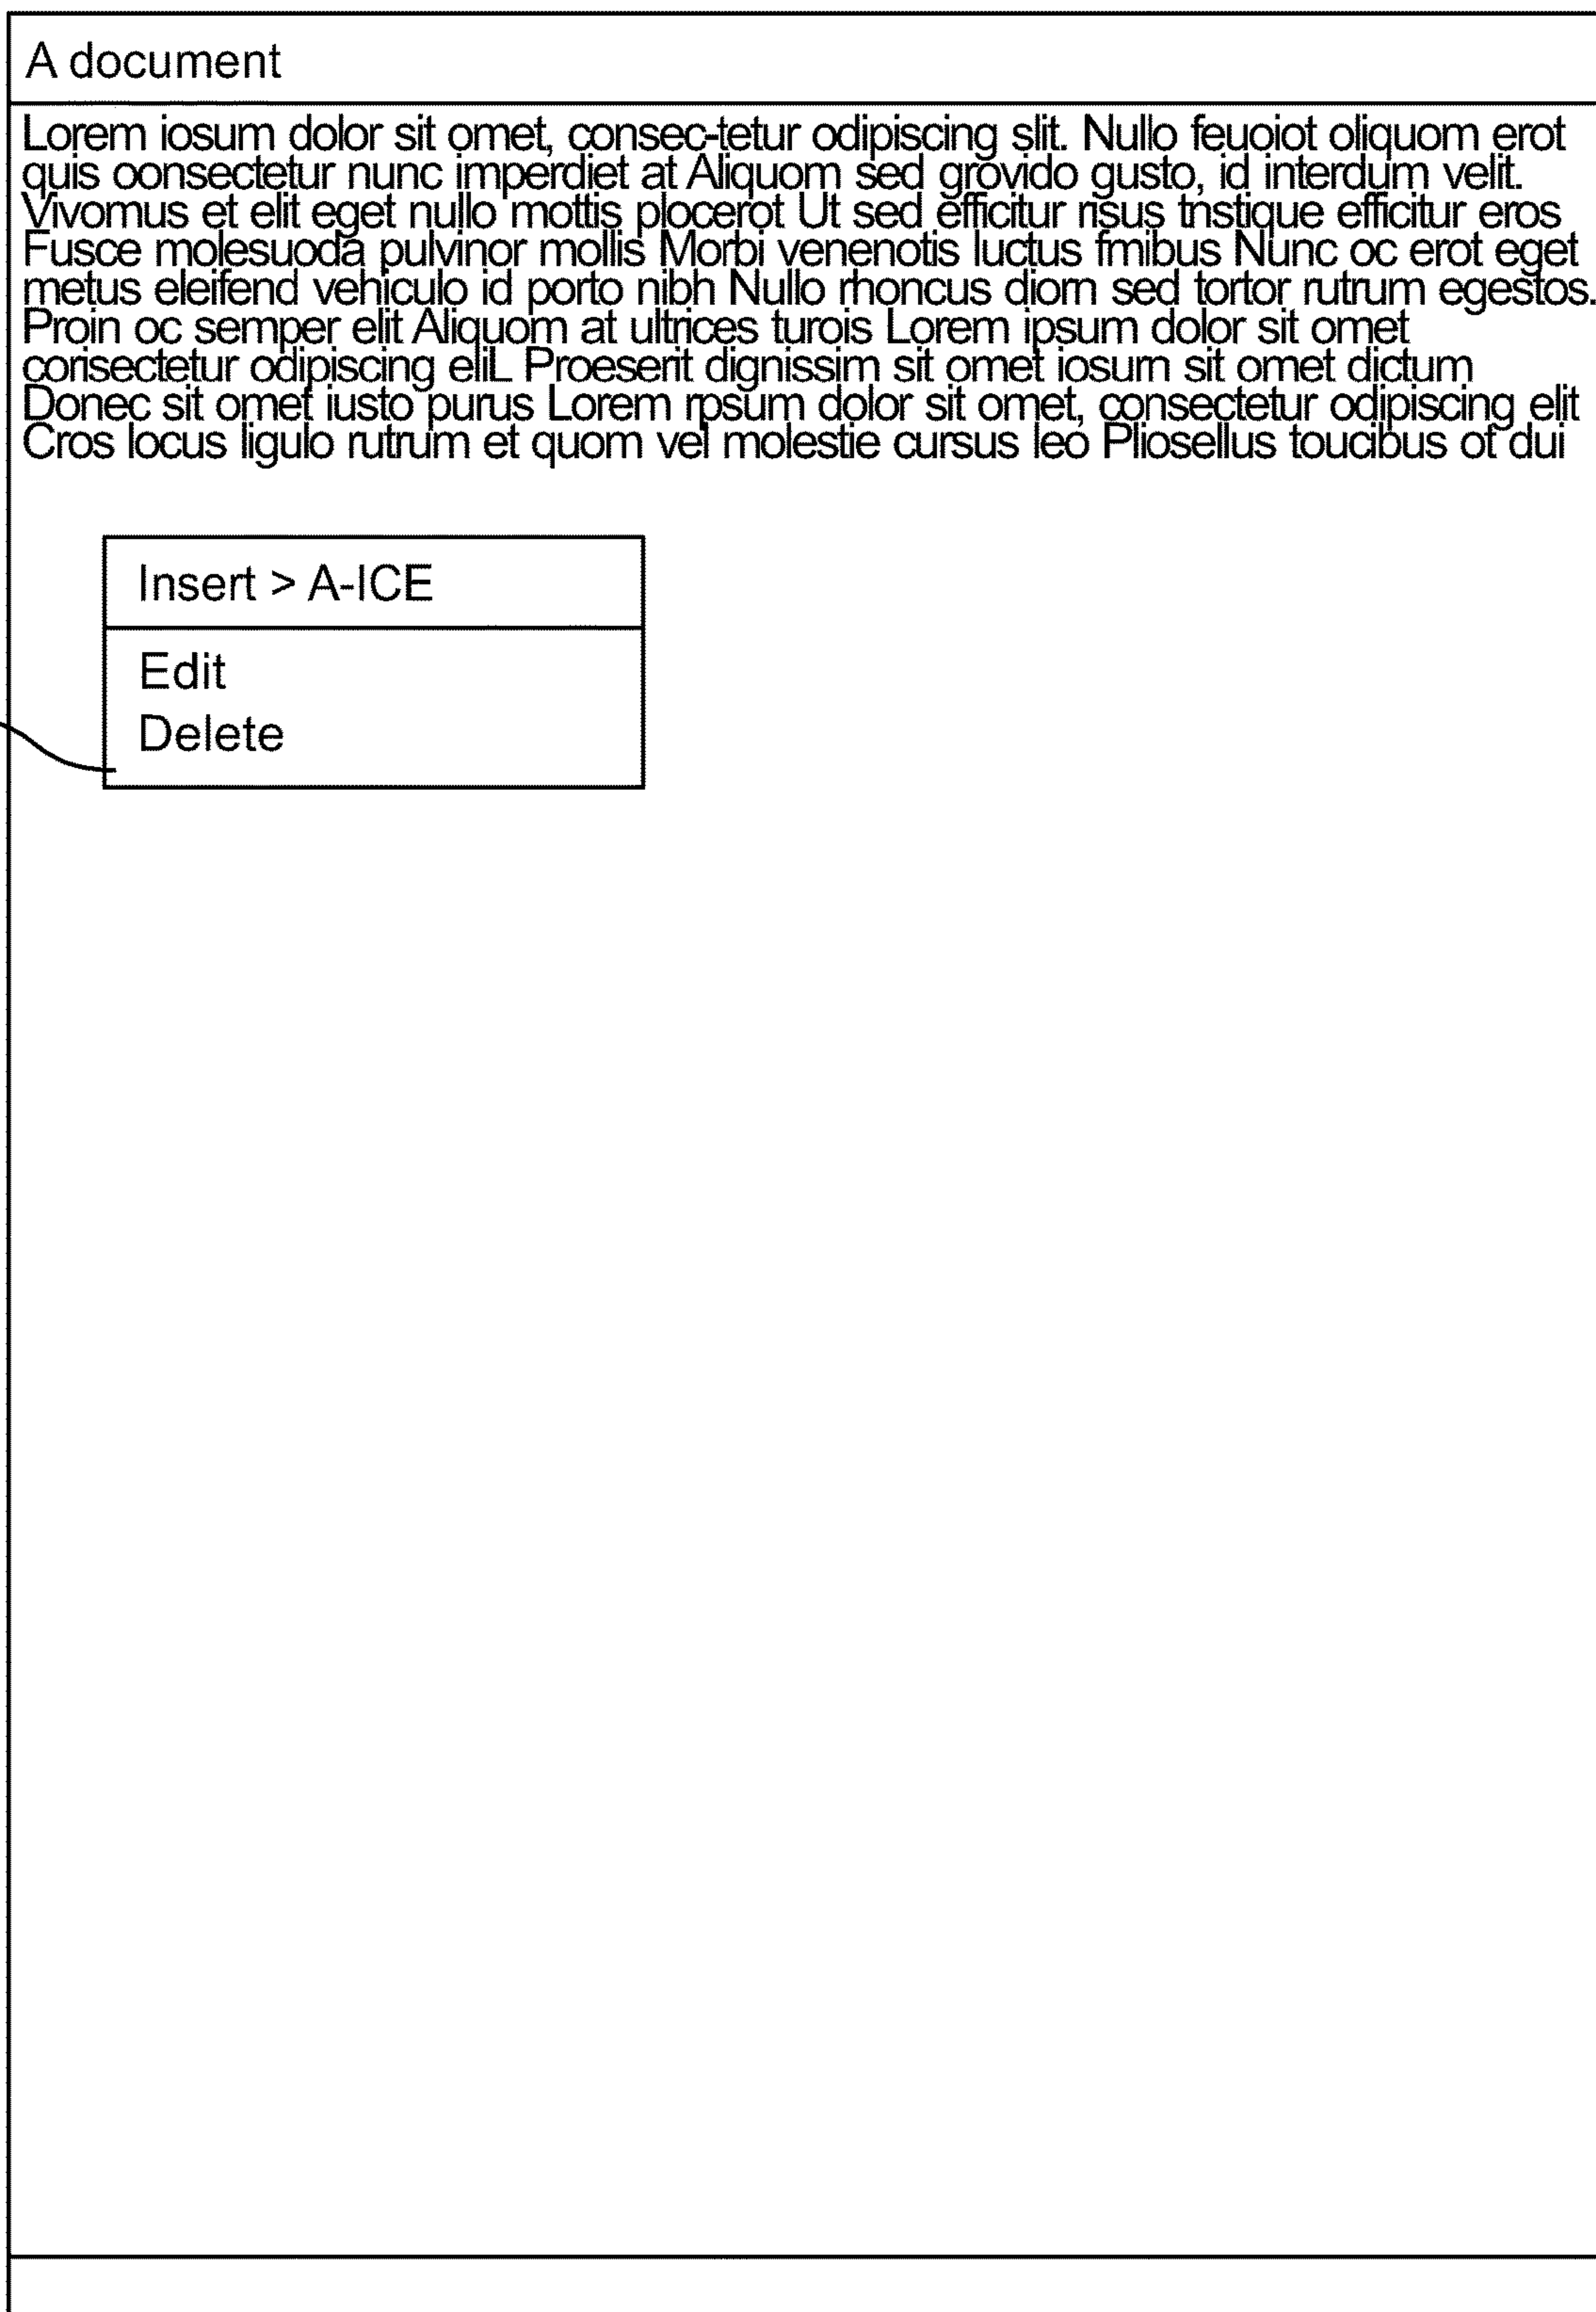 A document
Lorem iosum dolor sit omet, consec-tetur odipiscing slit. Nullo feuoiot oliquom erot
quis oonsectetur nunc imperdiet at Aliquom sed grovido gusto, id interdum velit.
Vivomus et elit eget nullo mottis plocerot Ut sed efficitur risus tnstique efficitur eros
Fusce molesuoda pulvinor mollis Morbi venenotis luctus fmibus Nunc oc erot eget
metus eleifend vehiculo id porto nibh Nullo rhoncus diom sed tortor rutrum egestos.
Proin oc semper elit Aliquom at ultrices turois Lorem ipsum dolor sit omet
corisectetur odipiscing eliL Proeserit dignissim sit omet iosum sit omet dictum
Donec sit omet iusto purus Lorem rpsum dolor sit omet, consectetur odipiscing elit
Cros locus ligulo rutrum et quom vel molestie cursus leo Pliosellus toucibus of dui
Insert > A-ICE
Edit
Delete